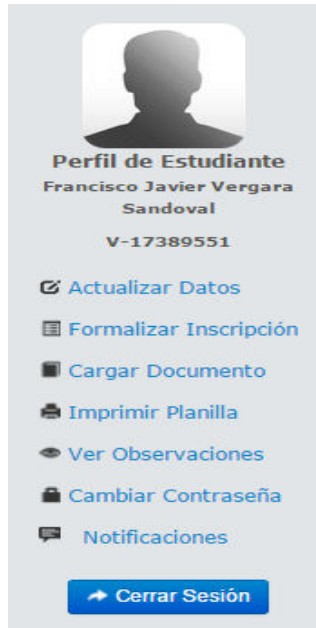 Perfil de Estudiante
Francisco Javier Vergara
Sandoval
V-17389551
Actualizar Datos
Formalizar Inscripción
Cargar Documento
Imprimir Planilla
Ver Observaciones
Cambiar Contraseña
Notificaciones
Cerrar Sesión